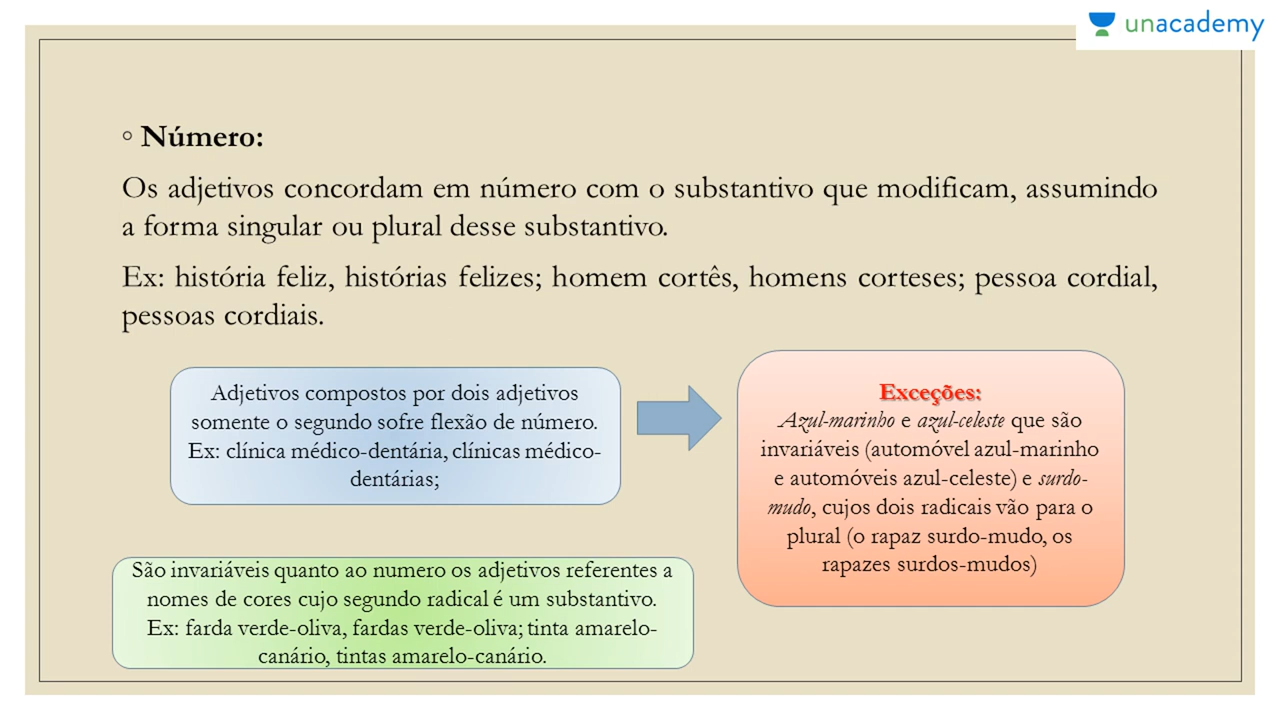 unacademy
◦ Número:
Os adjetivos concordam em número com o substantivo que modificam, assumindo
a forma singular ou plural desse substantivo.
Ex: história feliz, histórias felizes; homem cortês, homens corteses; pessoa cordial,
pessoas cordiais.
Adjetivos compostos por dois adjetivos
somente o segundo sofre flexão de número.
Ex: clínica médico-dentária, clínicas médico-
dentárias;
Exceções:
Azul-marinho e azul-celeste que são
invariáveis (automóvel azul-marinho
e automóveis azul-celeste) e surdo-
mudo, cujos dois radicais vão para o
plural (o rapaz surdo-mudo, os
rapazes surdos-mudos)
São invariáveis quanto ao numero os adjetivos referentes a
nomes de cores cujo segundo radical é um substantivo.
Ex: farda verde-oliva, fardas verde-oliva; tinta amarelo-
canário, tintas amarelo-canário.